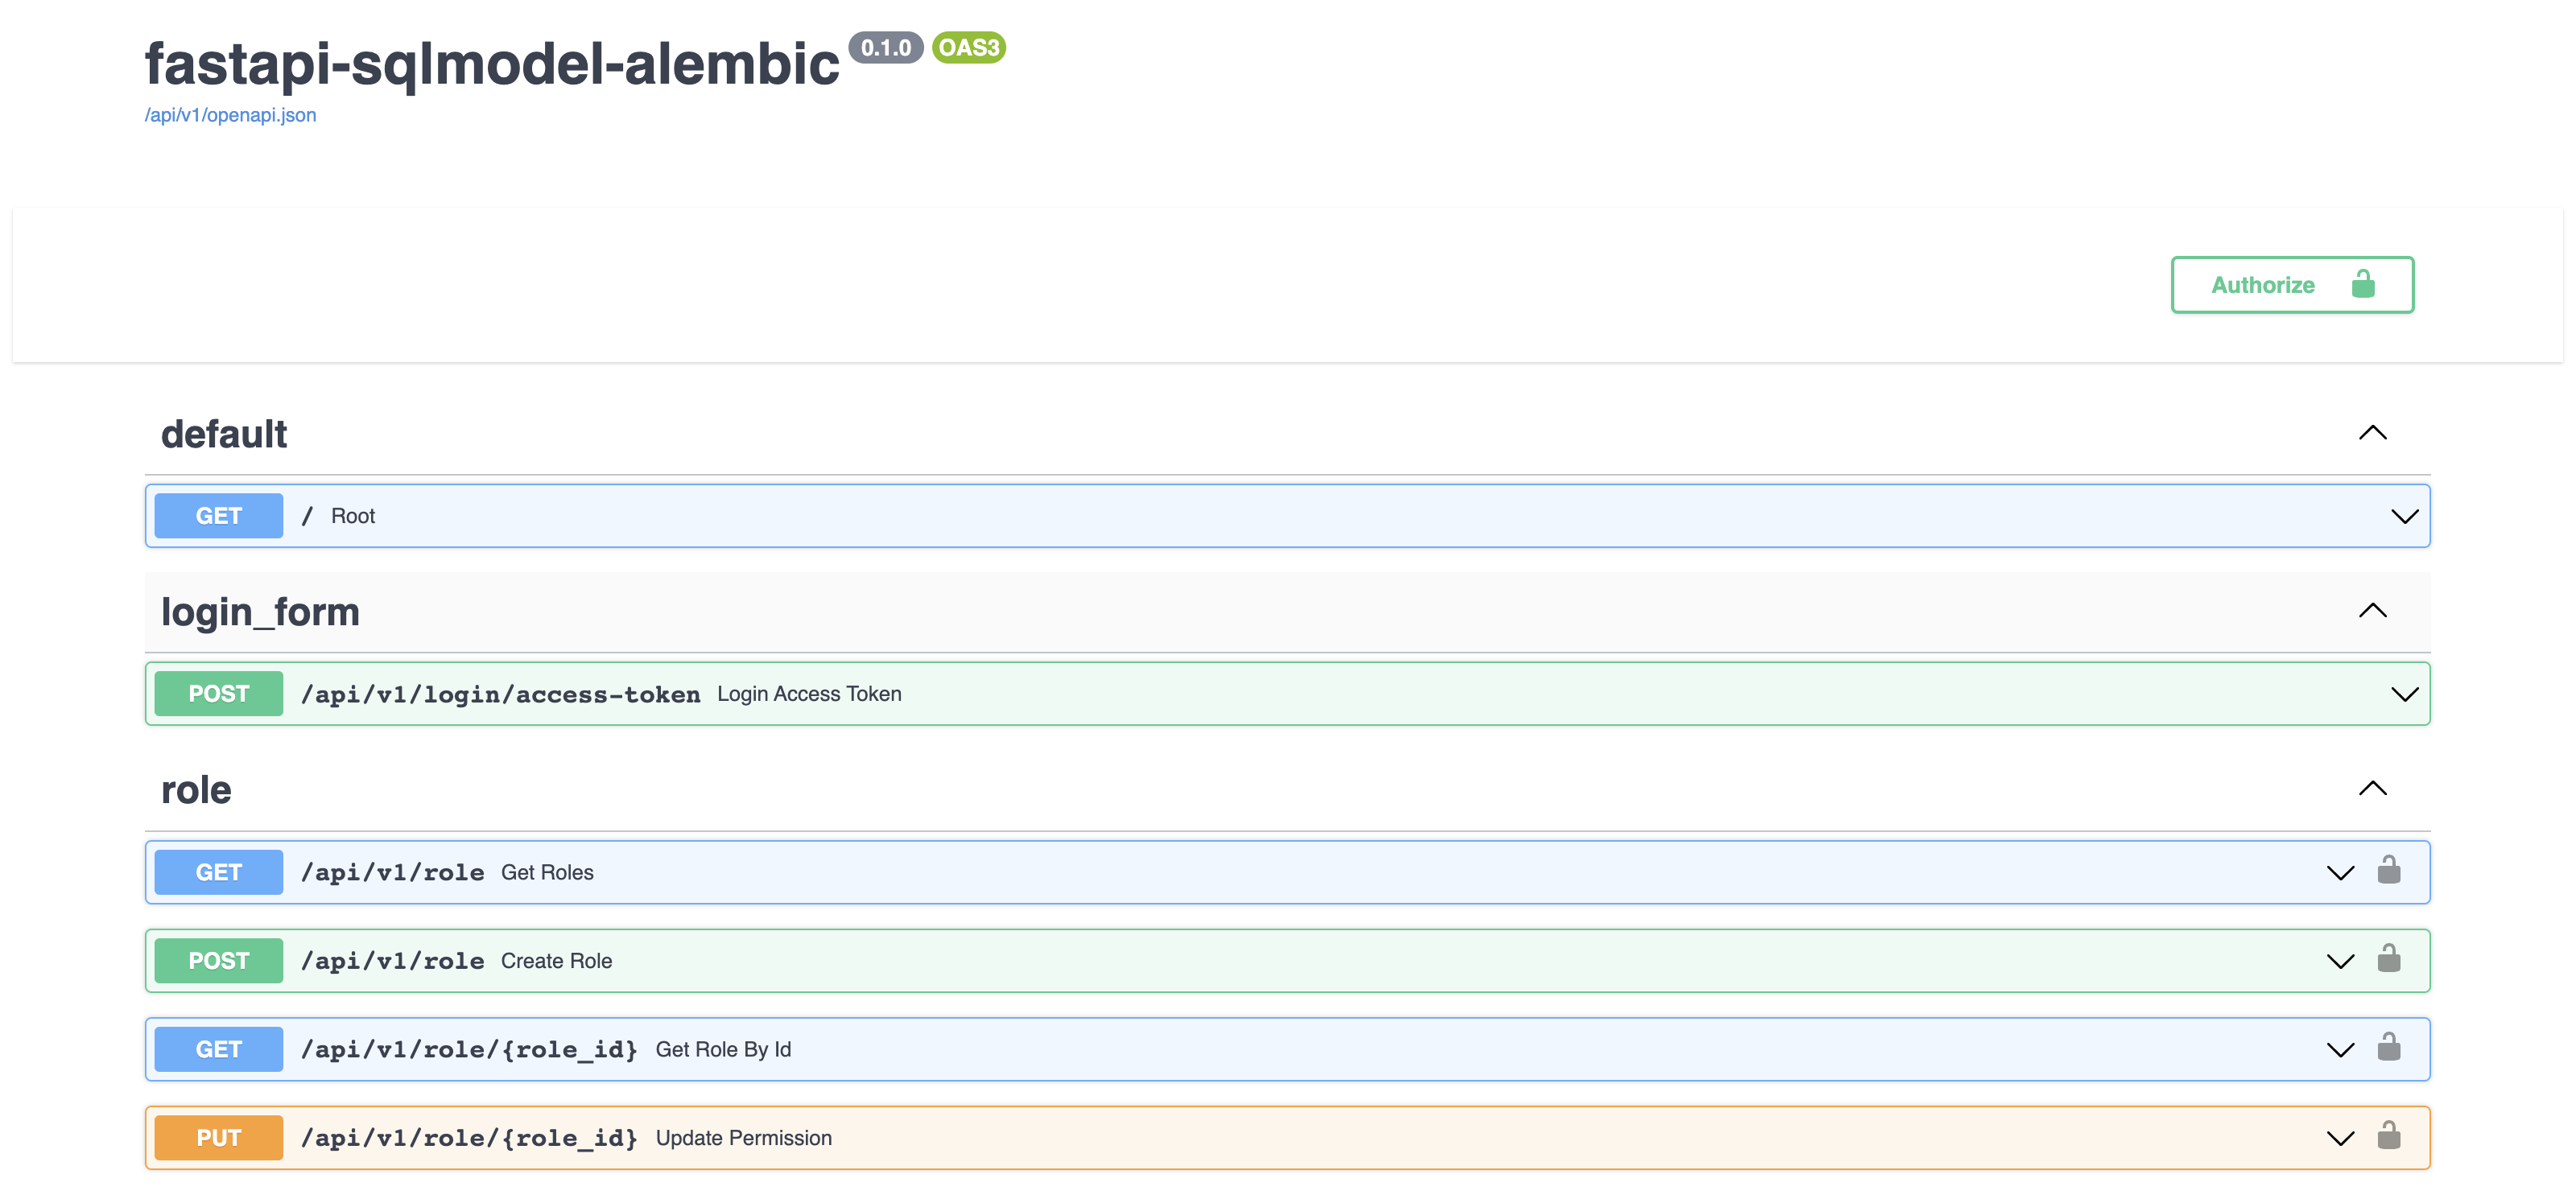 fastapi-sqlmodel-alembic 0.1.0 OAS3
/api/v1/openapi.json
Authorize
default
GET / Root
login_form
POST /api/v1/login/access-token Login Access Token
role
GET /api/v1/role Get Roles
POST /api/v1/role Create Role
GET /api/v1/role/{role_id} Get Role By Id
PUT /api/v1/role/{role_id} Update Permission